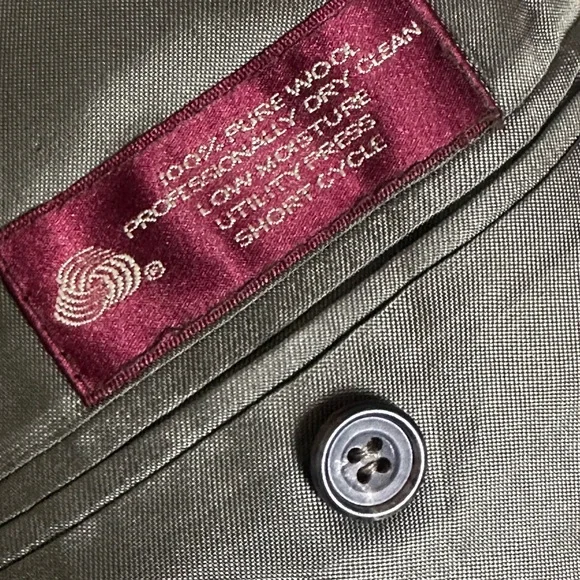 100% PURE WOOL
PROFESSIONALLY DRY CLEAN
LOW MOISTURE
UTILITY PRESS
SHORT CYCLE
®